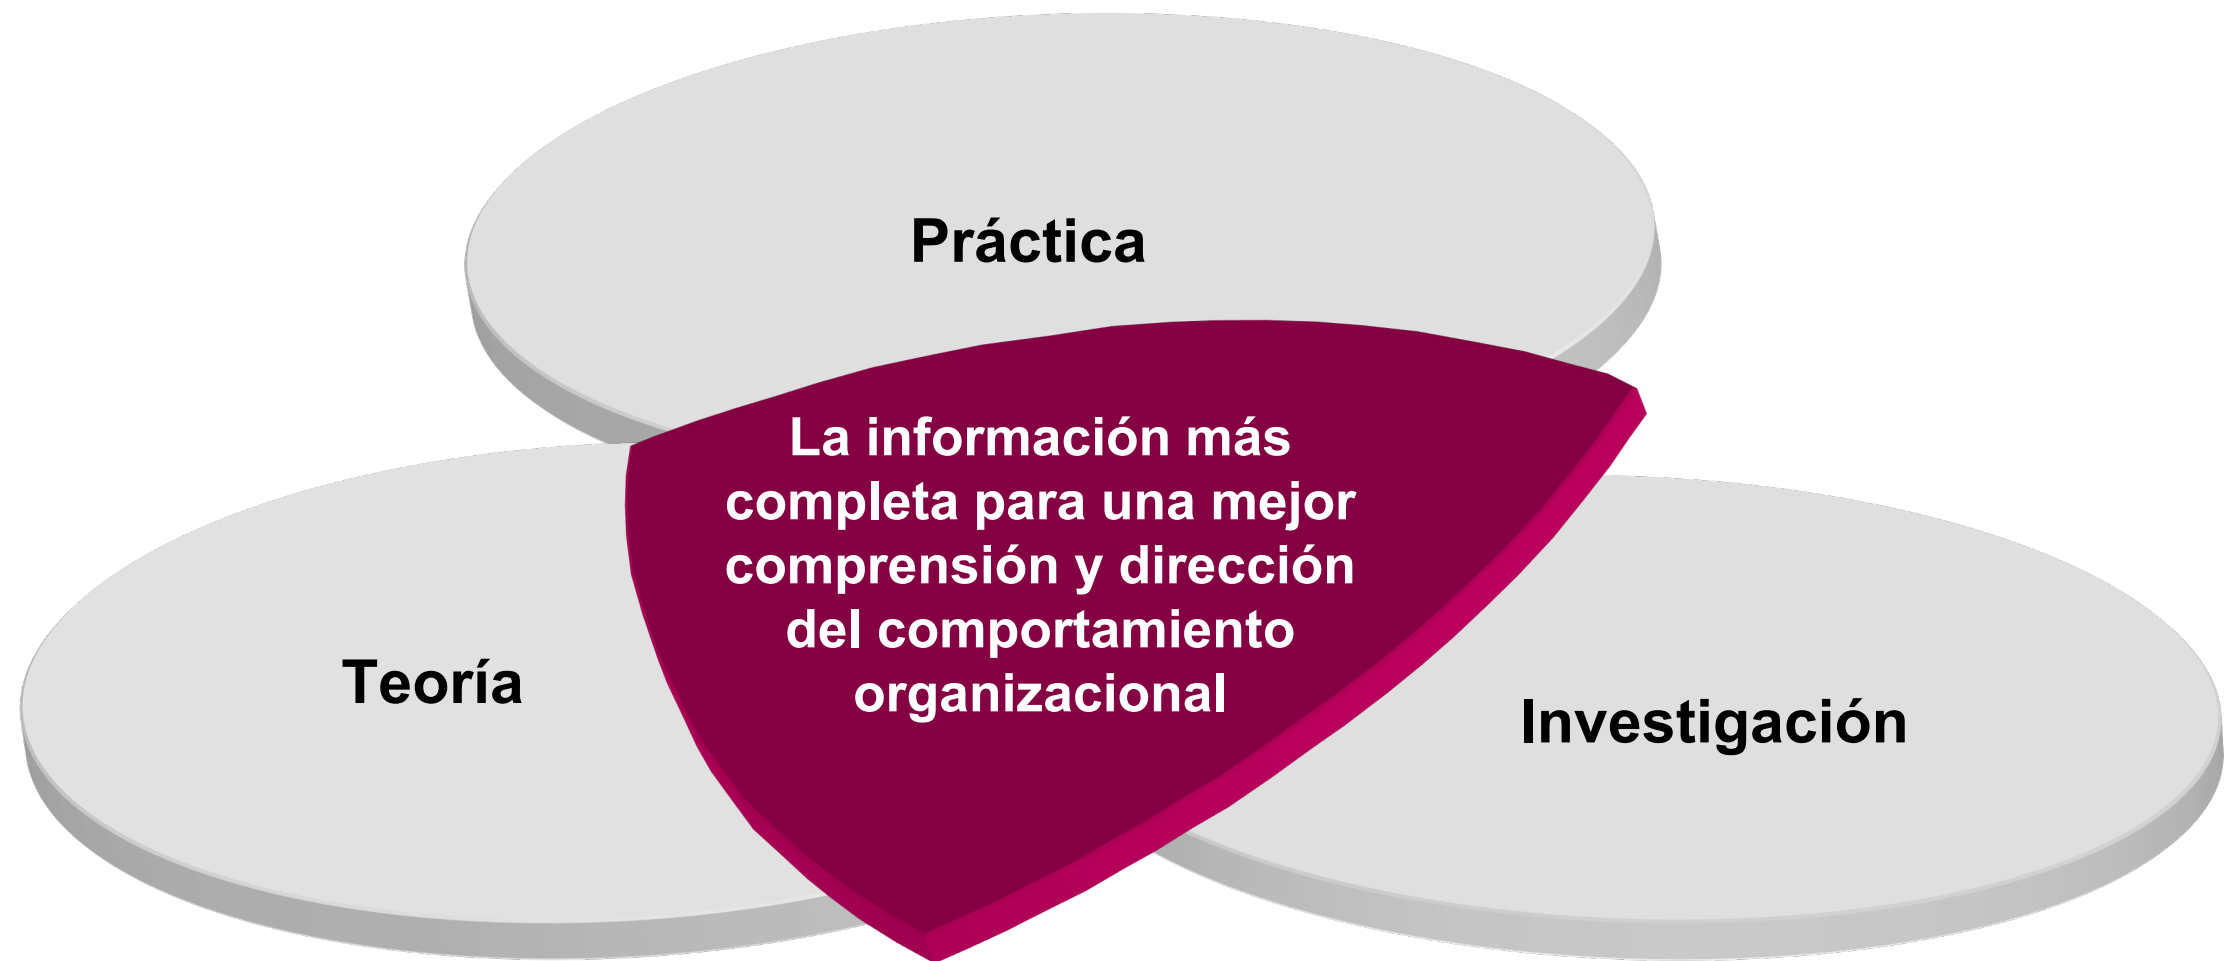 Práctica
La información más
completa para una mejor
comprensión y dirección
del comportamiento
organizacional
Teoría
Investigación